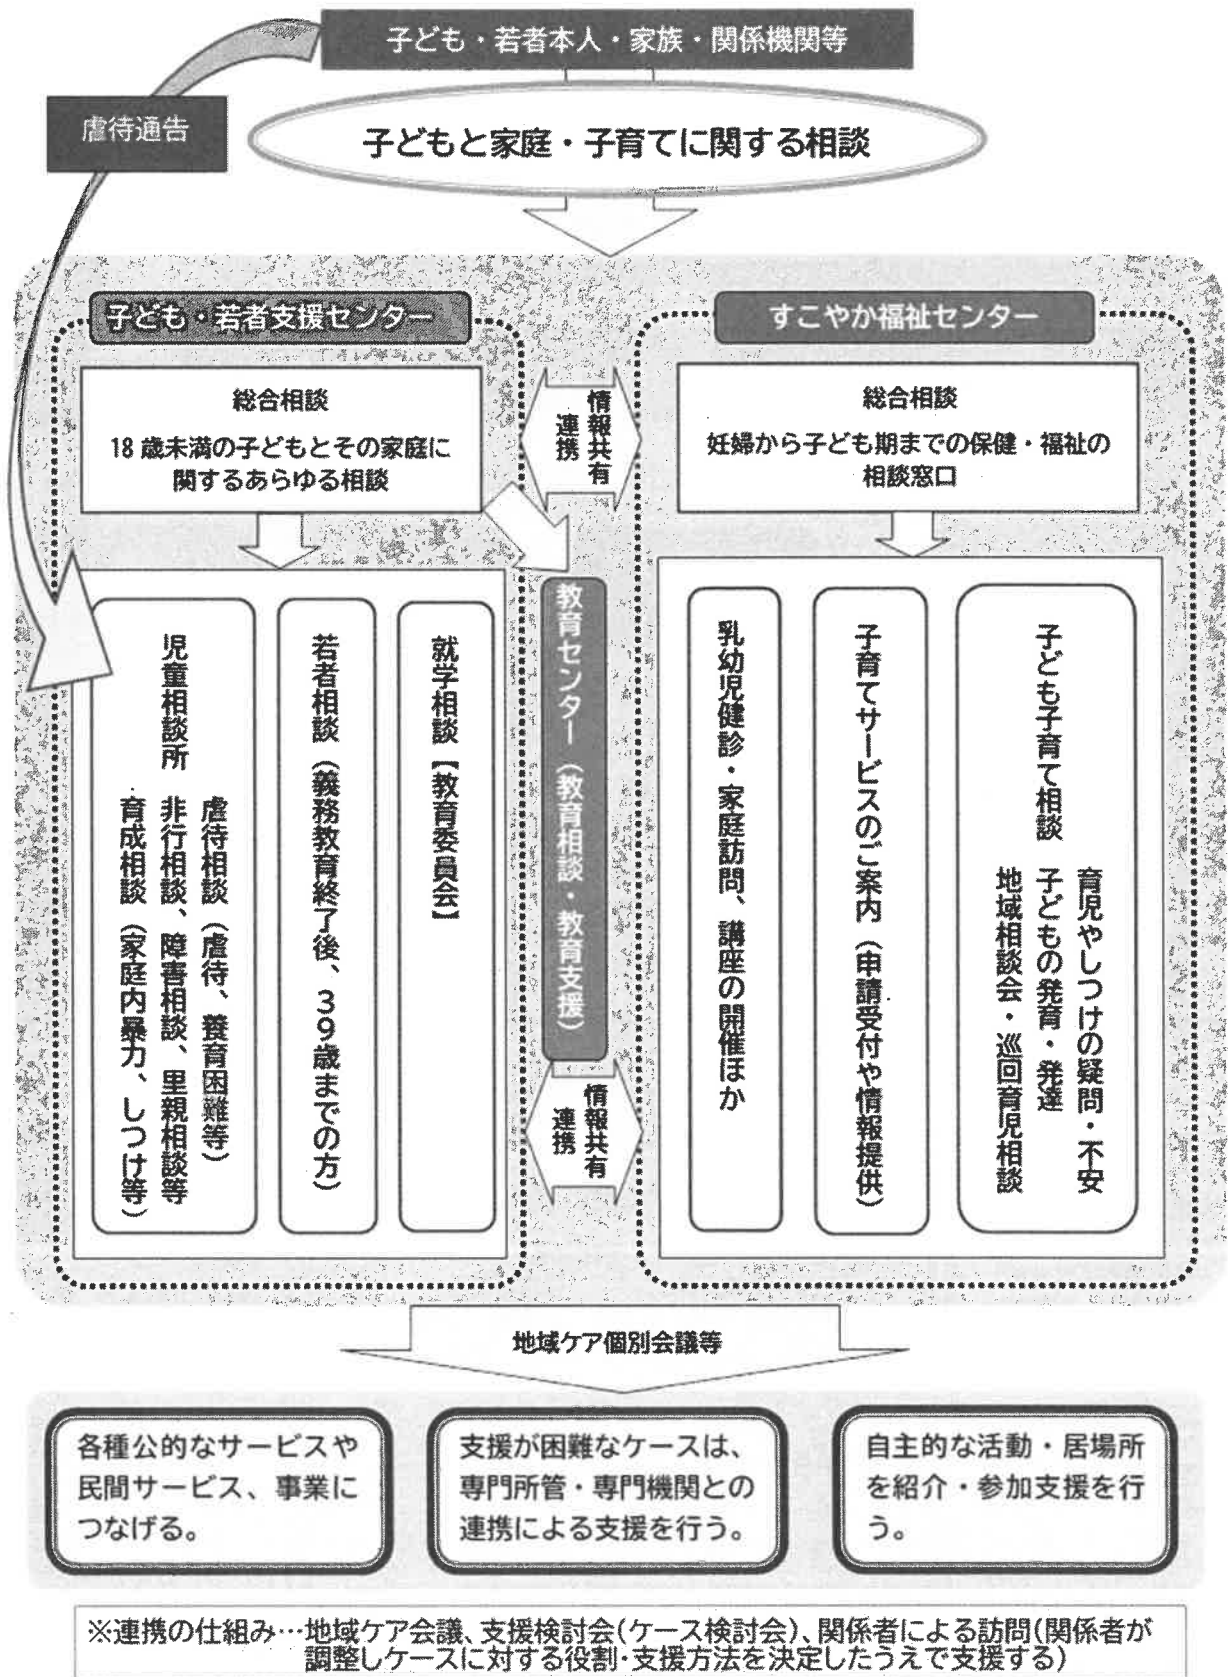 子ども・若者本人・家族・関係機関等
虐待通告
子どもと家庭・子育てに関する相談
子ども・若者支援センター
総合相談
18歳未満の子どもとその家庭に
関するあらゆる相談
情報共有
連携
すこやか福祉センター
総合相談
妊婦から子ども期までの保健・福祉の
相談窓口
児童相談所
虐待相談（虐待、養育困難等）
非行相談、障害相談、里親相談等
育成相談（家庭内暴力、しつけ等）
若者相談（義務教育終了後、39歳までの方）
就学相談【教育委員会】
教育センター（教育相談・教育支援）
情報共有
連携
乳幼児健診・家庭訪問、講座の開催ほか
子育てサービスのご案内（申請受付や情報提供）
子ども子育て相談
育児やしつけの疑問・不安
子どもの発育・発達
地域相談会・巡回育児相談
地域ケア個別会議等
各種公的なサービスや
民間サービス、事業に
つなげる。
支援が困難なケースは、
専門所管・専門機関との
連携による支援を行う。
自主的な活動・居場所
を紹介・参加支援を行
う。
※連携の仕組み…地域ケア会議、支援検討会(ケース検討会)、関係者による訪問(関係者が
調整しケースに対する役割・支援方法を決定したうえで支援する)